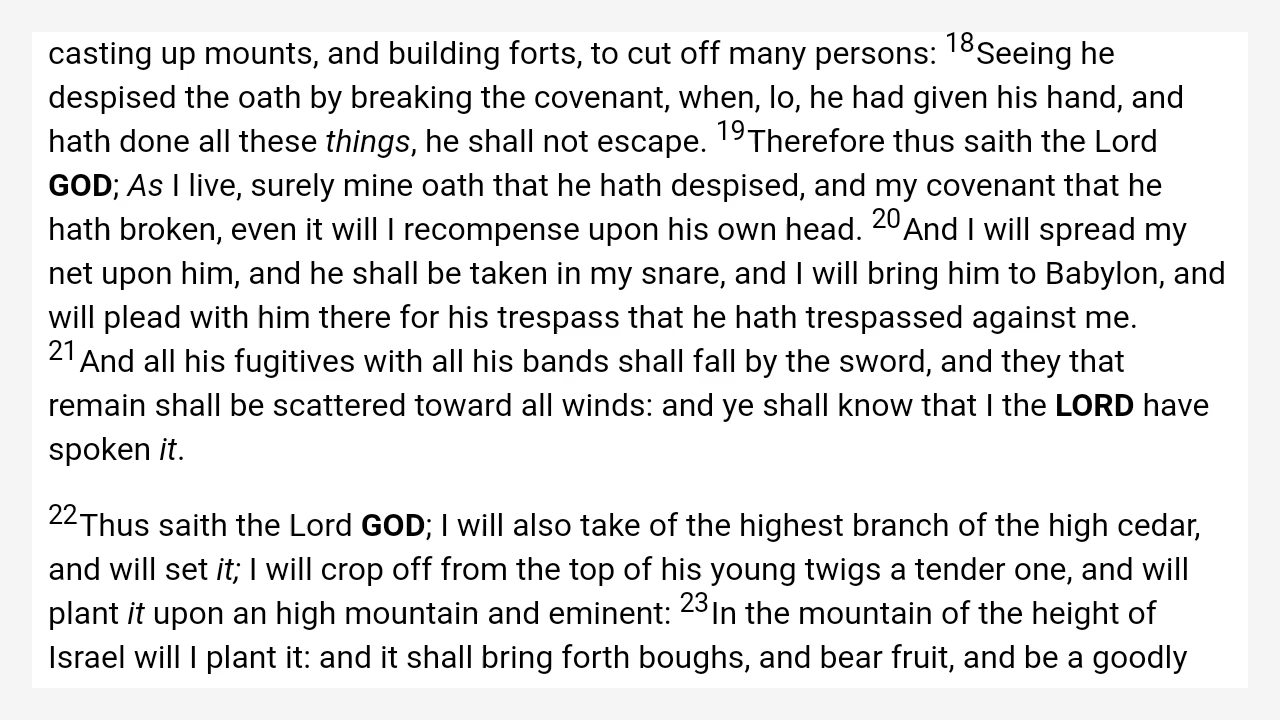 casting up mounts, and building forts, to cut off many persons: 18Seeing he
despised the oath by breaking the covenant, when, lo, he had given his hand, and
hath done all these things, he shall not escape. 19Therefore thus saith the Lord
GOD; As I live, surely mine oath that he hath despised, and my covenant that he
hath broken, even it will I recompense upon his own head. 20And I will spread my
net upon him, and he shall be taken in my snare, and I will bring him to Babylon, and
will plead with him there for his trespass that he hath trespassed against me.
21And all his fugitives with all his bands shall fall by the sword, and they that
remain shall be scattered toward all winds: and ye shall know that I the LORD have
spoken it.
22Thus saith the Lord GOD; I will also take of the highest branch of the high cedar,
and will set it; I will crop off from the top of his young twigs a tender one, and will
plant it upon an high mountain and eminent: 23In the mountain of the height of
Israel will I plant it: and it shall bring forth boughs, and bear fruit, and be a goodly